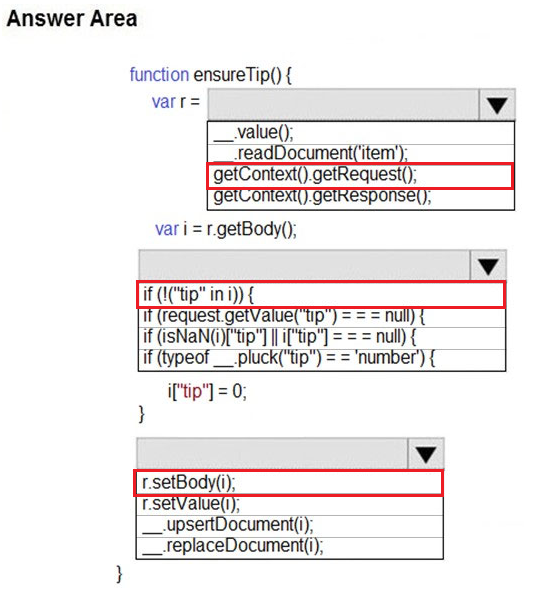 Answer Area
function ensureTip() {
var r =
__.value();
__.readDocument('item');
getContext().getRequest();
getContext().getResponse();
var i = r.getBody();
if (!("tip" in i)) {
if (request.getValue("tip") = = = null) {
if (isNaN(i)["tip"] || i["tip"] = = = null) {
if (typeof __.pluck("tip") = = 'number') {
i["tip"] = 0;
}
r.setBody(i);
r.setValue(i);
__.upsertDocument(i);
__.replaceDocument(i);
}